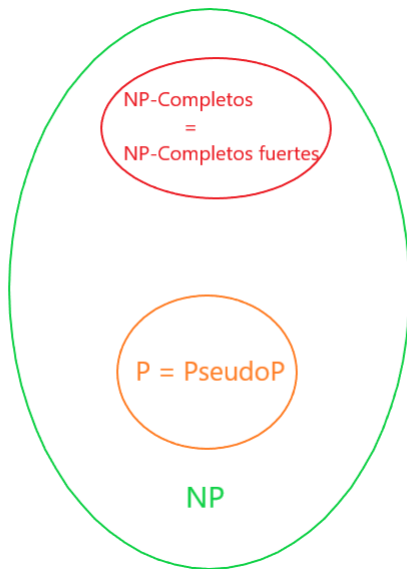 NP-Completos
=
NP-Completos fuertes
P = PseudoP
NP